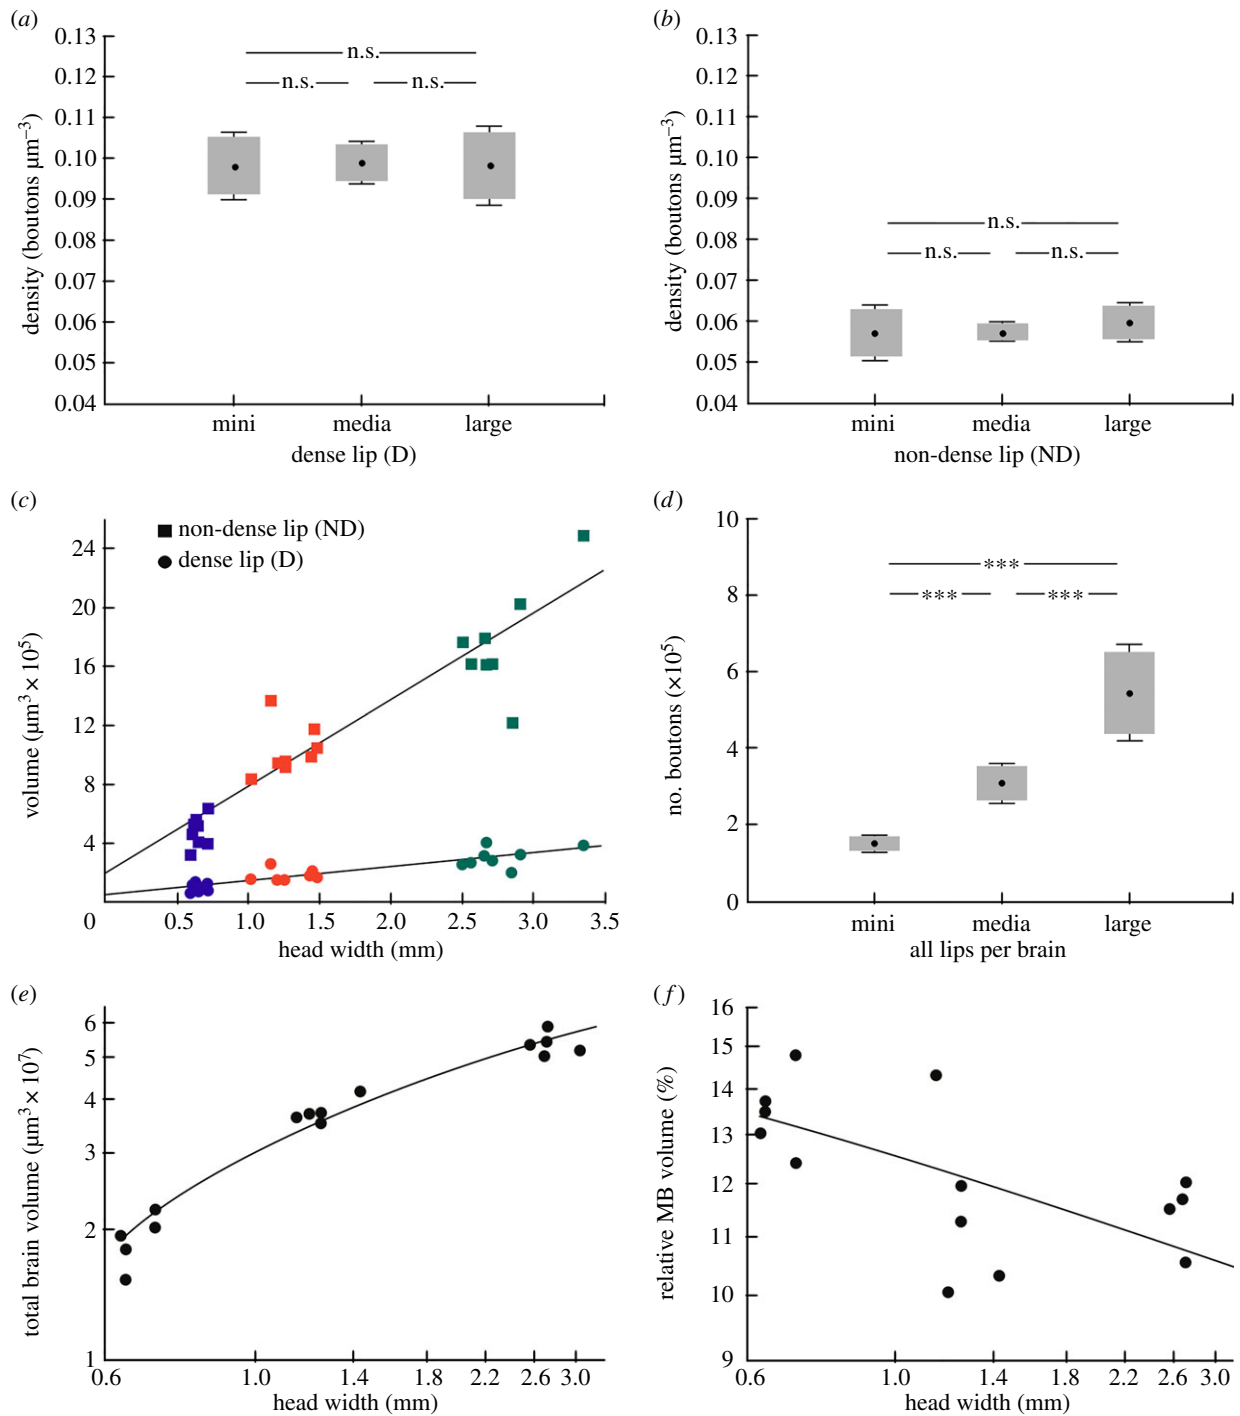 (a)
0.13
0.12
0.11
0.10
0.09
0.08
0.07
0.06
0.05
0.04
density (boutons µm⁻³)
n.s.
n.s. n.s.
mini media large
dense lip (D)
(b)
0.13
0.12
0.11
0.10
0.09
0.08
0.07
0.06
0.05
0.04
density (boutons µm⁻³)
n.s.
n.s. n.s.
mini media large
non-dense lip (ND)
(c)
non-dense lip (ND)
dense lip (D)
24
20
16
12
8
4
volume (µm³ × 10⁵)
0 0.5 1.0 1.5 2.0 2.5 3.0 3.5
head width (mm)
(d)
10
8
6
4
2
0
no. boutons (×10⁵)
***
*** ***
mini media large
all lips per brain
(e)
6
5
4
3
2
1
total brain volume (µm³ × 10⁷)
0.6 1.0 1.4 1.8 2.2 2.6 3.0
head width (mm)
(f)
16
15
14
13
12
11
10
9
relative MB volume (%)
0.6 1.0 1.4 1.8 2.2 2.6 3.0
head width (mm)